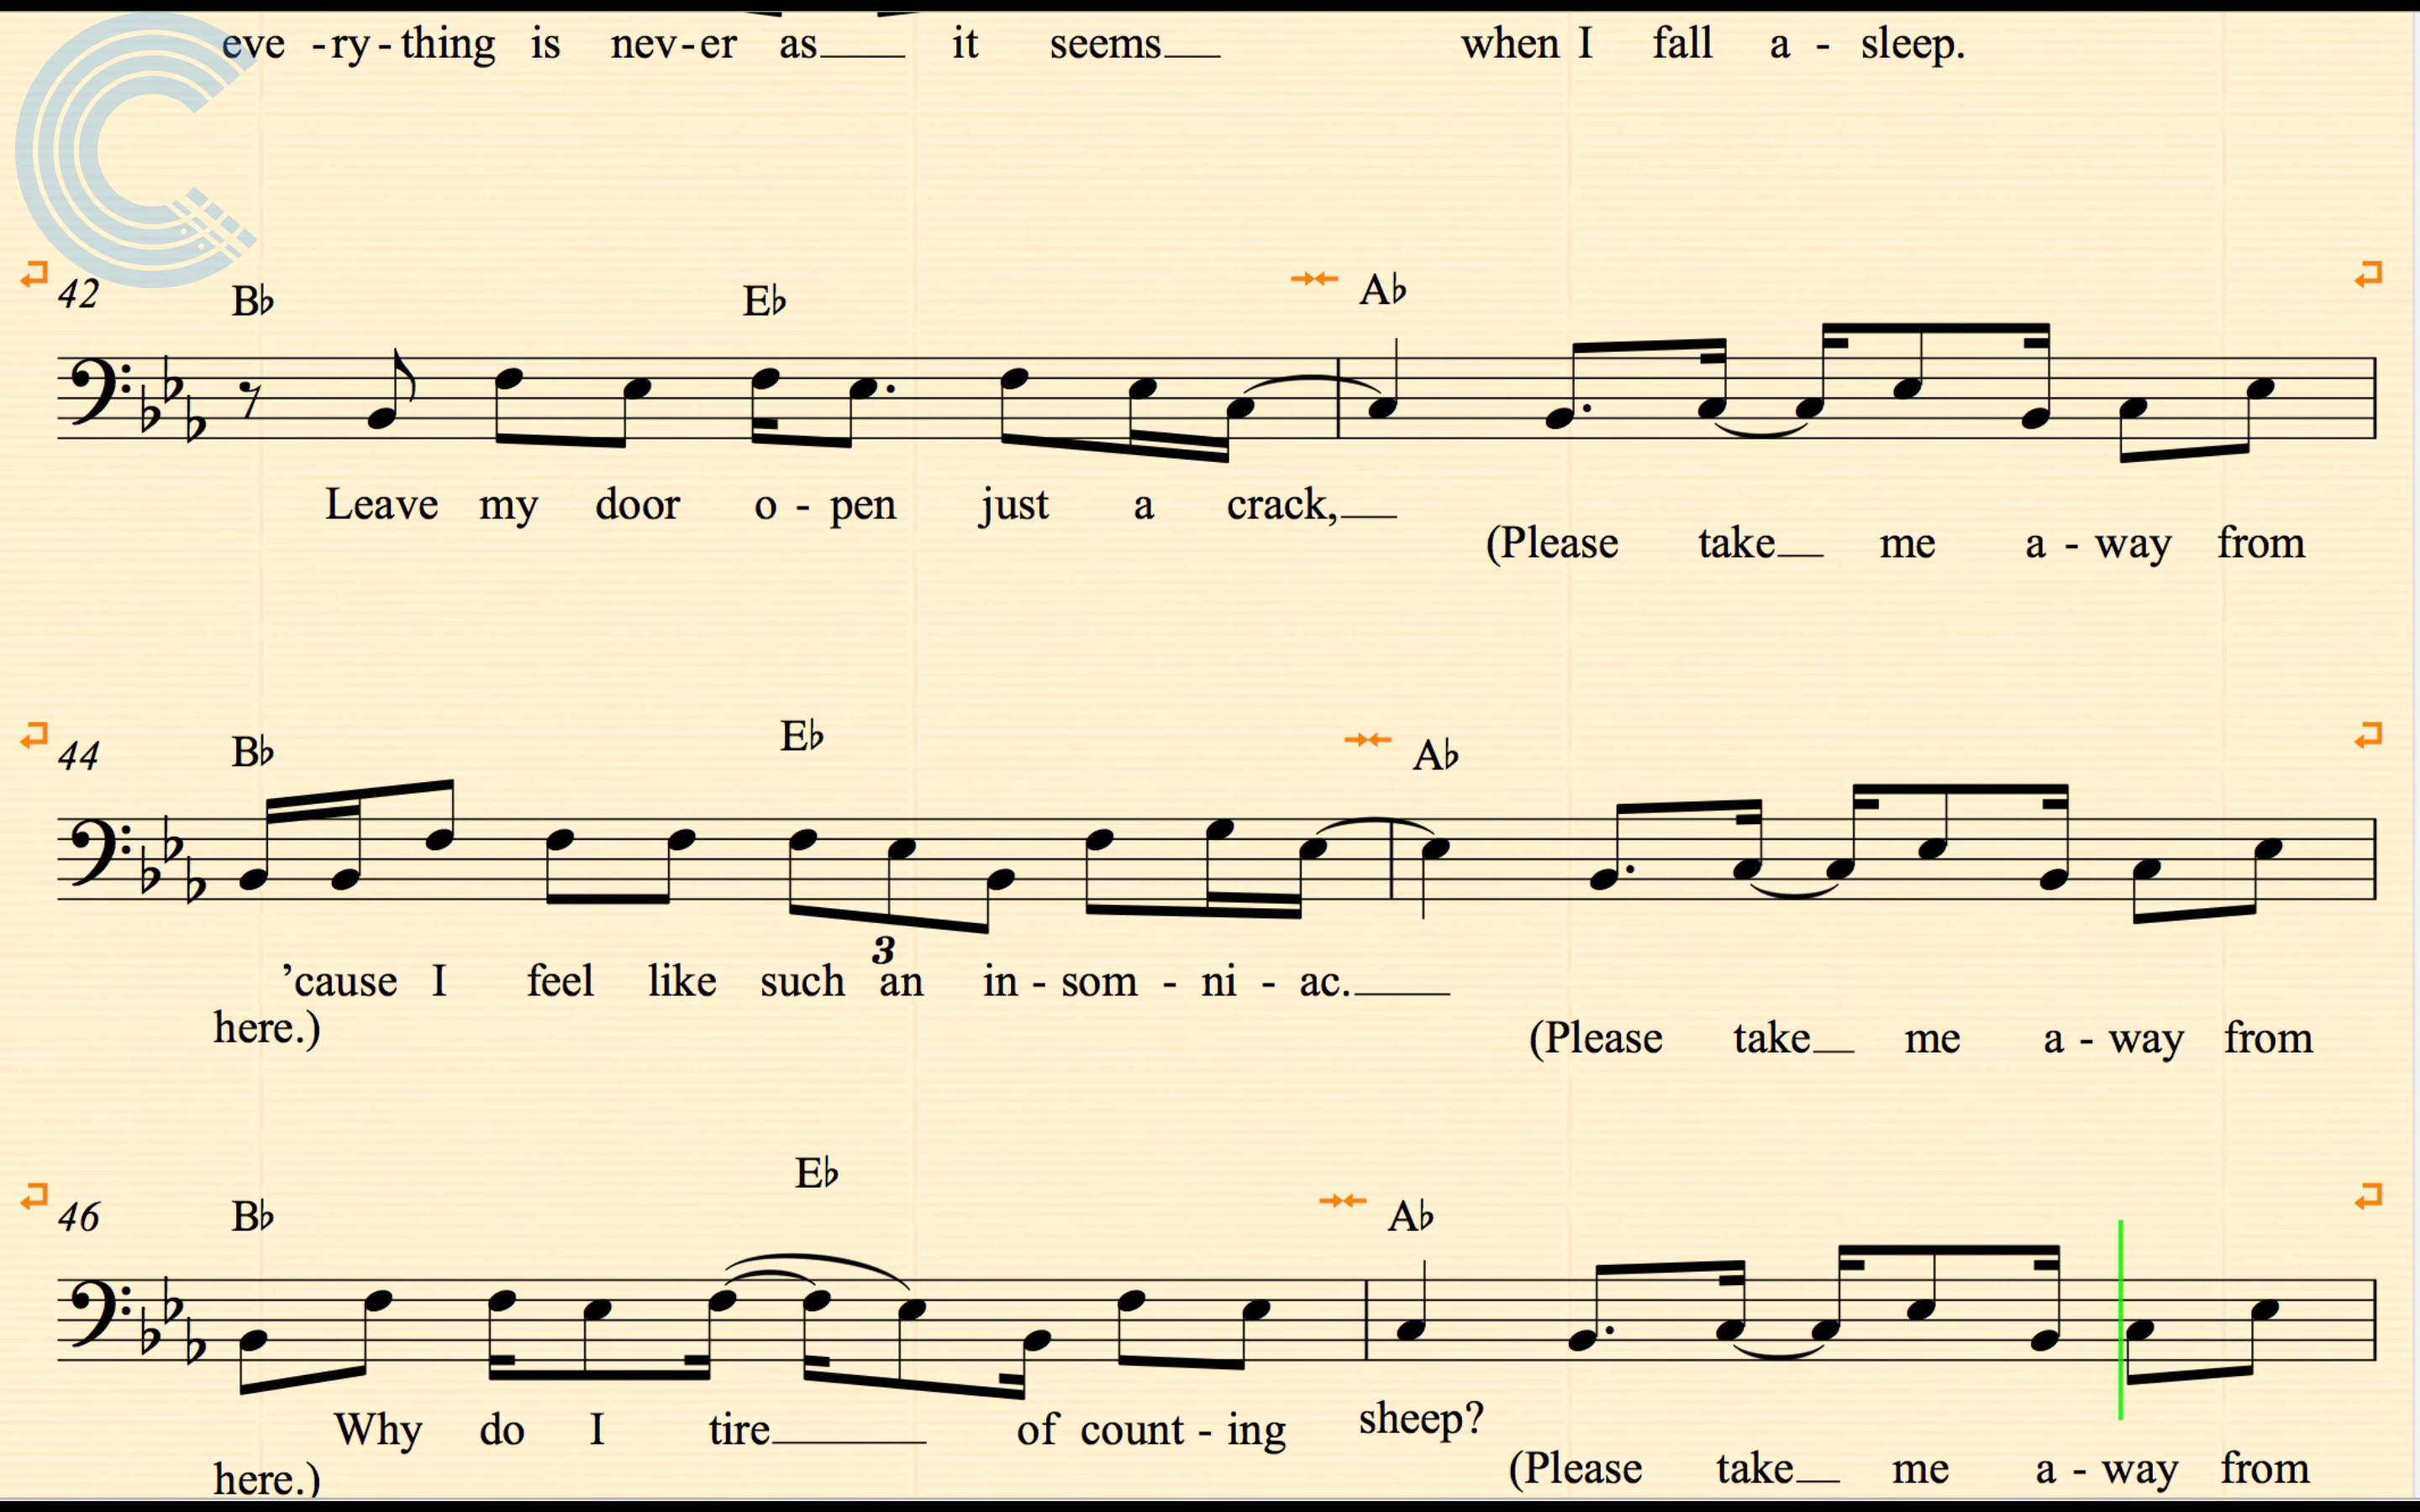 eve -ry - thing is nev-er as it seems when I fall a - sleep.
42 B♭ E♭ A♭
Leave my door o - pen just a crack,
(Please take me a - way from
44 B♭ E♭ A♭
3
’cause I feel like such an in - som - ni - ac.
here.) (Please take me a - way from
46 B♭ E♭ A♭
Why do I tire of count - ing sheep?
here.) (Please take me a - way from